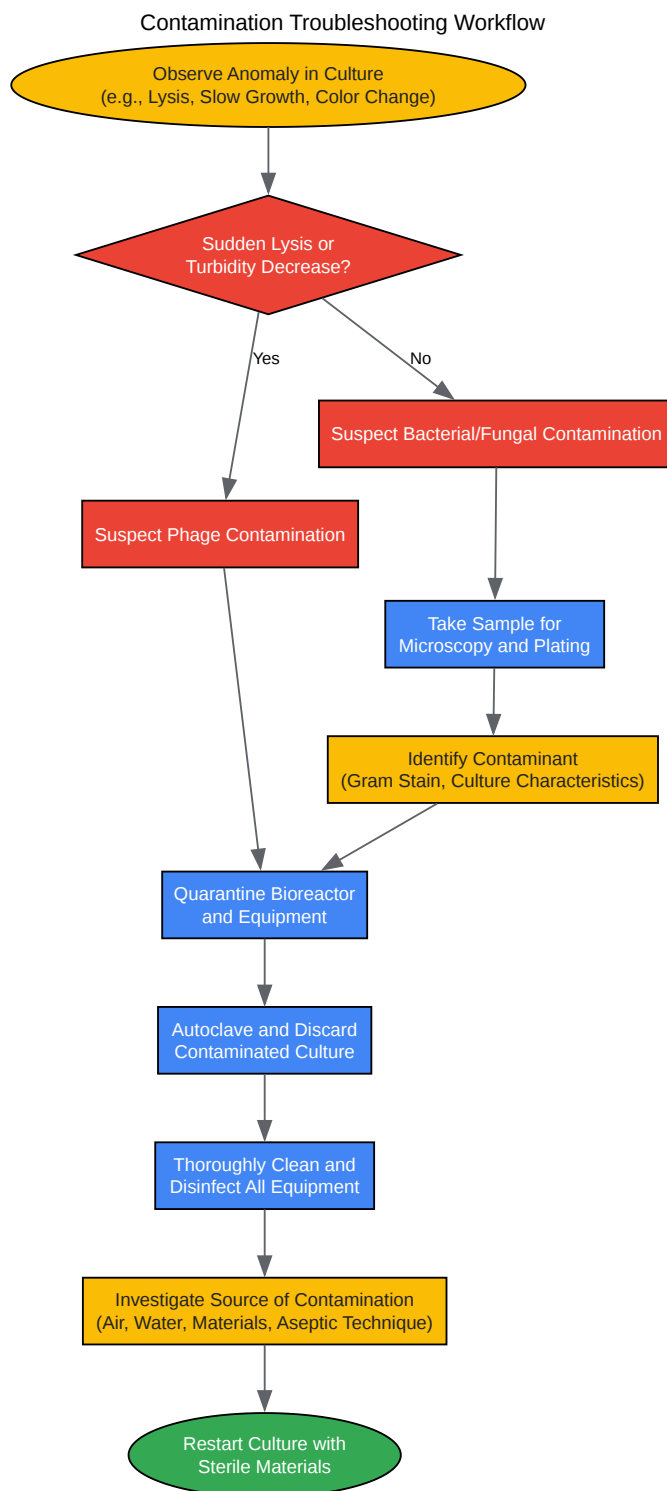 Contamination Troubleshooting Workflow
Observe Anomaly in Culture
(e.g., Lysis, Slow Growth, Color Change)
Sudden Lysis or
Turbidity Decrease?
Yes
No
Suspect Bacterial/Fungal Contamination
Suspect Phage Contamination
Take Sample for
Microscopy and Plating
Identify Contaminant
(Gram Stain, Culture Characteristics)
Quarantine Bioreactor
and Equipment
Autoclave and Discard
Contaminated Culture
Thoroughly Clean and
Disinfect All Equipment
Investigate Source of Contamination
(Air, Water, Materials, Aseptic Technique)
Restart Culture with
Sterile Materials